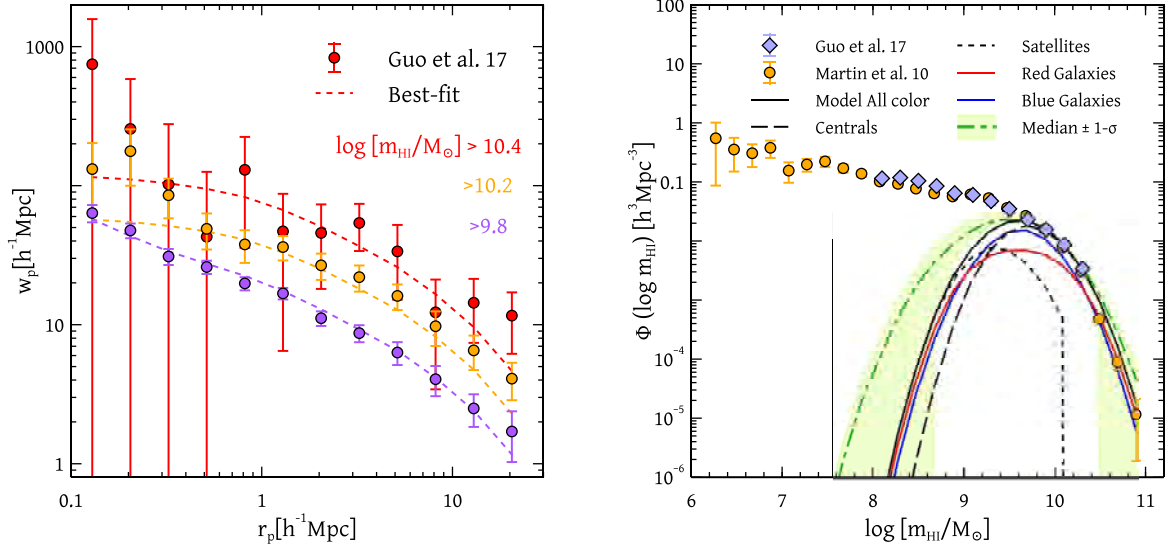 1000
100
10
1
w_p[h⁻¹Mpc]
0.1
1
10
r_p[h⁻¹Mpc]
Guo et al. 17
Best-fit
log [m_HI/M_⊙] > 10.4
>10.2
>9.8
100
10
1
0.1
10⁻⁴
10⁻⁵
10⁻⁶
Φ (log m_HI) [h³Mpc⁻³]
6
7
8
9
10
11
log [m_HI/M_⊙]
Guo et al. 17
Martin et al. 10
Model All color
Centrals
Satellites
Red Galaxies
Blue Galaxies
Median ± 1-σ